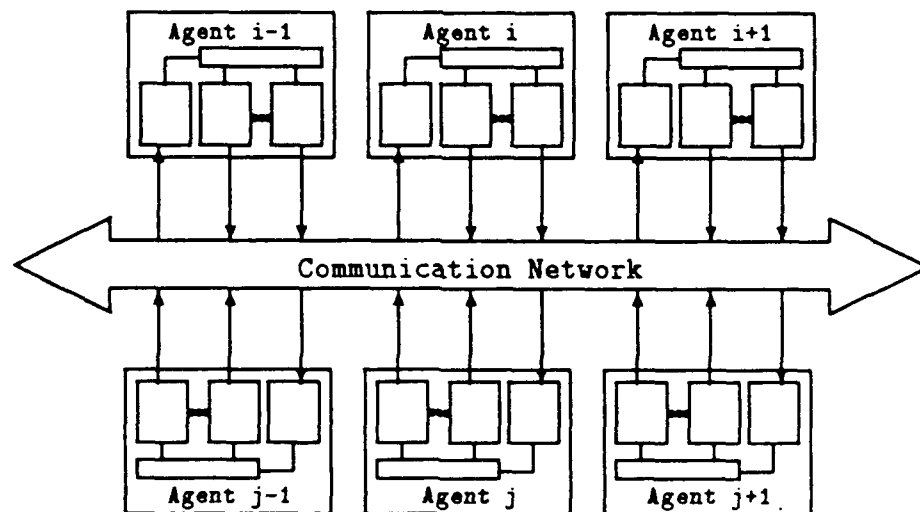 Agent i-1
Agent i
Agent i+1
Communication Network
Agent j-1
Agent j
Agent j+1